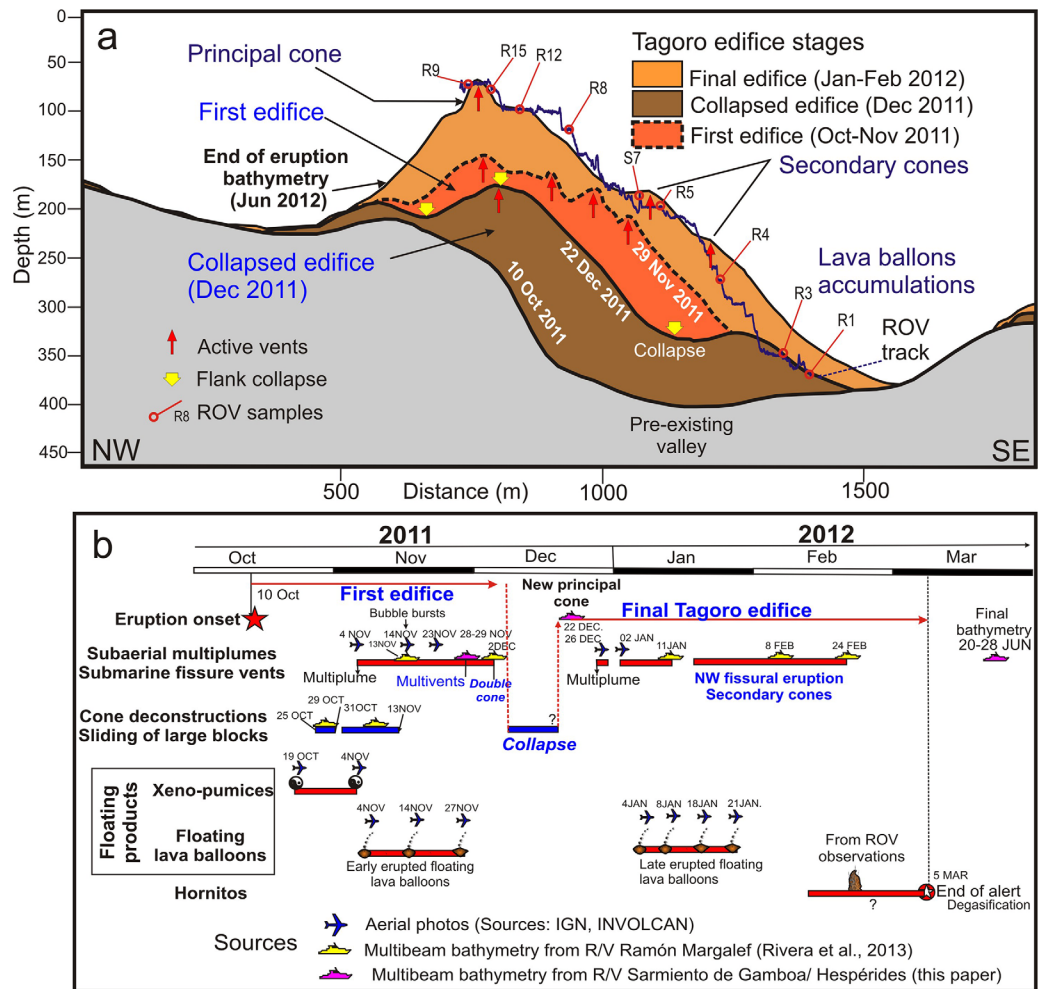 a
0
50
100
150
200
250
300
350
400
450
Depth (m)
NW
SE
500
1000
1500
Distance (m)
Principal cone
First edifice
End of eruption
bathymetry
(Jun 2012)
Collapsed edifice
(Dec 2011)
Active vents
Flank collapse
R8
ROV samples
R9
R15
R12
R8
S7
R5
R4
R3
R1
Tagoro edifice stages
Final edifice (Jan-Feb 2012)
Collapsed edifice (Dec 2011)
First edifice (Oct-Nov 2011)
Secondary cones
Lava ballons
accumulations
ROV
track
10 Oct 2011
22 Dec 2011
29 Nov 2011
Collapse
Pre-existing
valley
b
2011
2012
Oct
Nov
Dec
Jan
Feb
Mar
10 Oct
First edifice
New principal
cone
Final Tagoro edifice
Eruption onset
Bubble bursts
Final
bathymetry
20-28 JUN
Subaerial multiplumes
Submarine fissure vents
4 NOV
14NOV
13NOV
23NOV
28-29 NOV
2DEC
22 DEC.
26 DEC
02 JAN
11JAN
8 FEB
24 FEB
Multiplume
Multivents
Double
cone
Multiplume
NW fissural eruption
Secondary cones
Cone deconstructions
Sliding of large blocks
25 OCT
29 OCT
31OCT
13NOV
?
Collapse
Floating
products
Xeno-pumices
19 OCT
4NOV
Floating
lava balloons
4NOV
14NOV
27NOV
Early erupted floating
lava balloons
4JAN
8JAN
18JAN
21JAN.
Late erupted floating
lava balloons
From ROV
observations
Hornitos
?
5 MAR
End of alert
Degasification
Sources
Aerial photos (Sources: IGN, INVOLCAN)
Multibeam bathymetry from R/V Ramón Margalef (Rivera et al., 2013)
Multibeam bathymetry from R/V Sarmiento de Gamboa/ Hespérides (this paper)